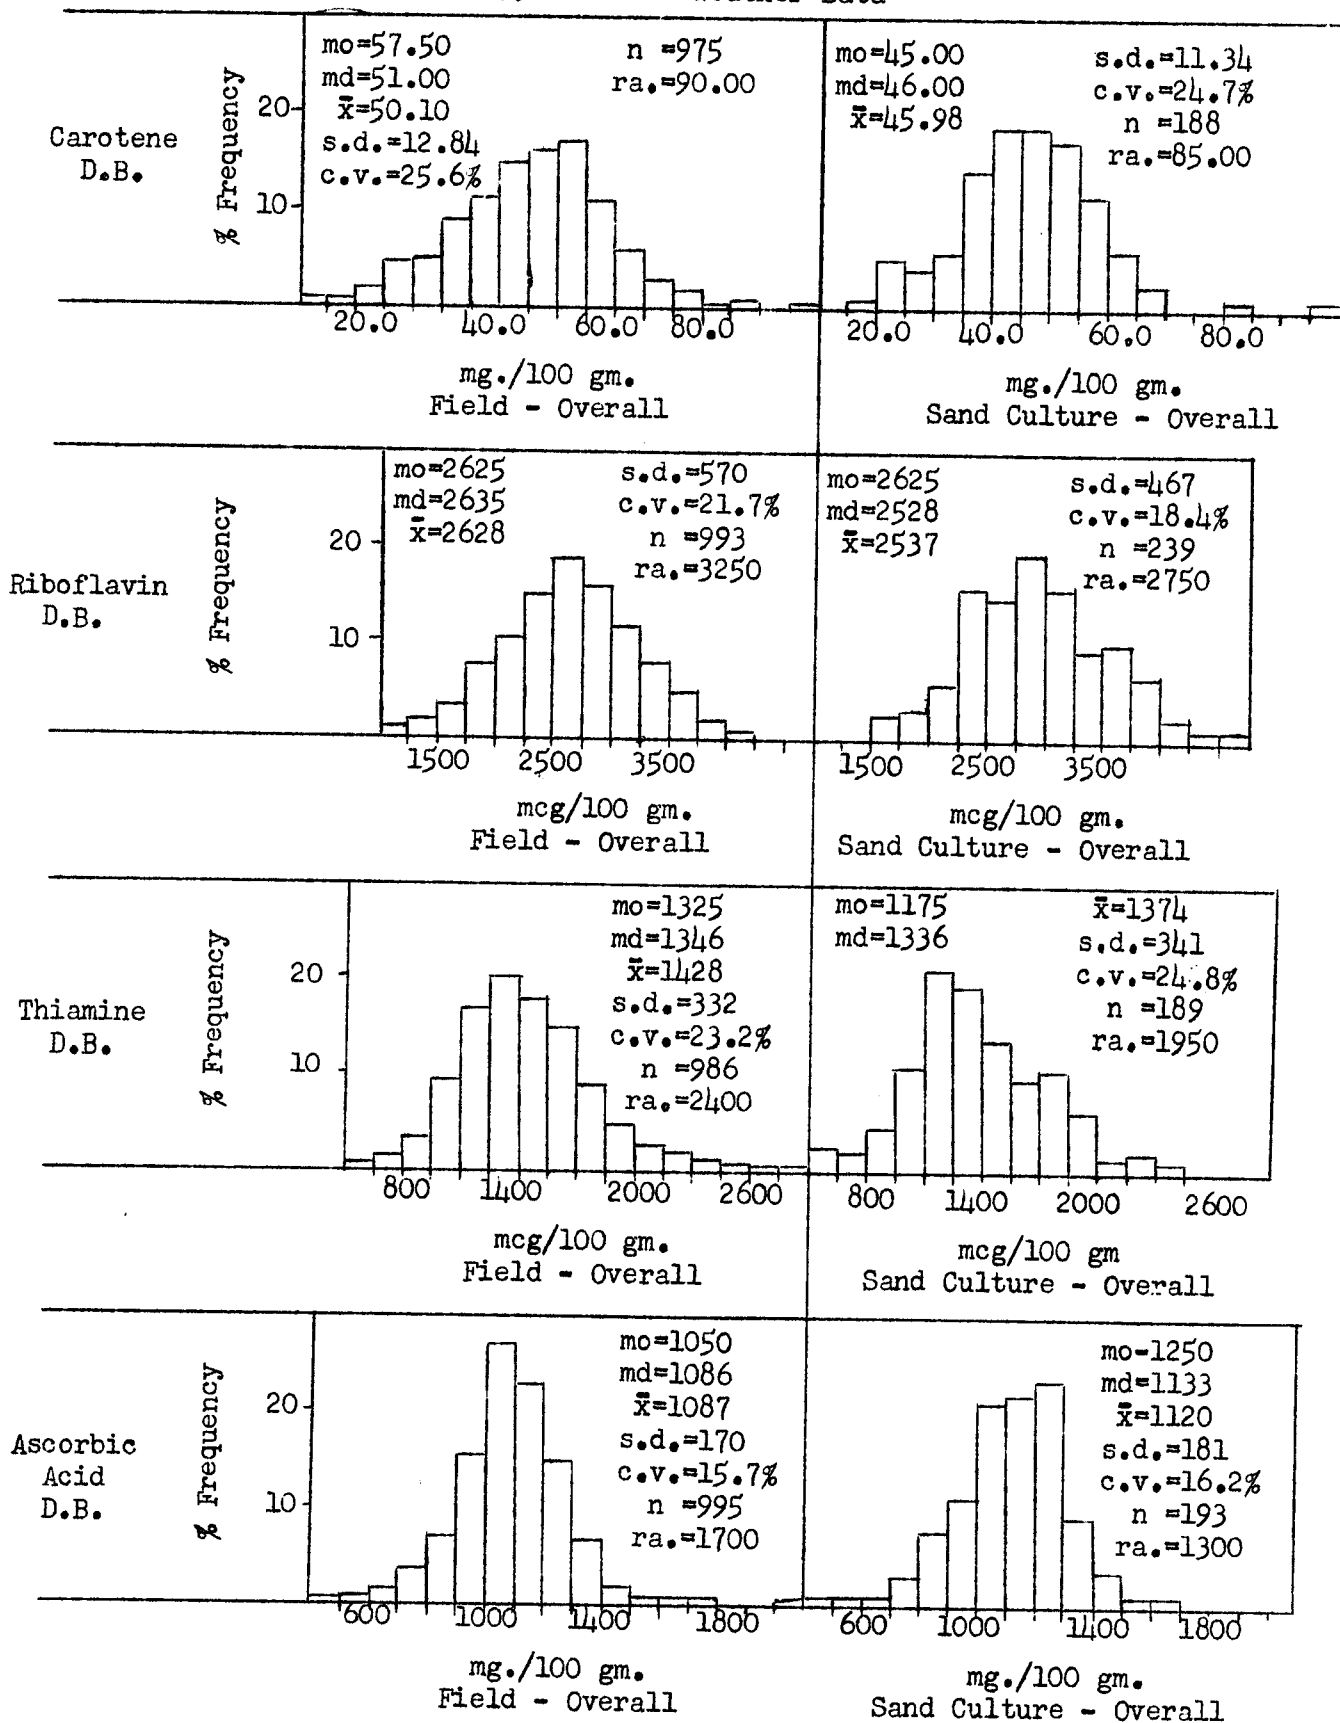 Data
Carotene
D.B.
% Frequency
20
10
mo=57.50
md=51.00
x̄=50.10
s.d.=12.84
c.v.=25.6%
n =975
ra.=90.00
20.0 40.0 60.0 80.0
mg./100 gm.
Field - Overall
mo=45.00
md=46.00
x̄=45.98
s.d.=11.34
c.v.=24.7%
n =188
ra.=85.00
20.0 40.0 60.0 80.0
mg./100 gm.
Sand Culture - Overall
Riboflavin
D.B.
% Frequency
20
10
mo=2625
md=2635
x̄=2628
s.d.=570
c.v.=21.7%
n =993
ra.=3250
1500 2500 3500
mcg/100 gm.
Field - Overall
mo=2625
md=2528
x̄=2537
s.d.=467
c.v.=18.4%
n =239
ra.=2750
1500 2500 3500
mcg/100 gm.
Sand Culture - Overall
Thiamine
D.B.
% Frequency
20
10
mo=1325
md=1346
x̄=1428
s.d.=332
c.v.=23.2%
n =986
ra.=2400
800 1400 2000 2600
mcg/100 gm.
Field - Overall
mo=1175
md=1336
x̄=1374
s.d.=341
c.v.=24.8%
n =189
ra.=1950
800 1400 2000 2600
mcg/100 gm
Sand Culture - Overall
Ascorbic
Acid
D.B.
% Frequency
20
10
mo=1050
md=1086
x̄=1087
s.d.=170
c.v.=15.7%
n =995
ra.=1700
600 1000 1400 1800
mg./100 gm.
Field - Overall
mo-1250
md=1133
x̄=1120
s.d.=181
c.v.=16.2%
n =193
ra.=1300
600 1000 1400 1800
mg./100 gm.
Sand Culture - Overall